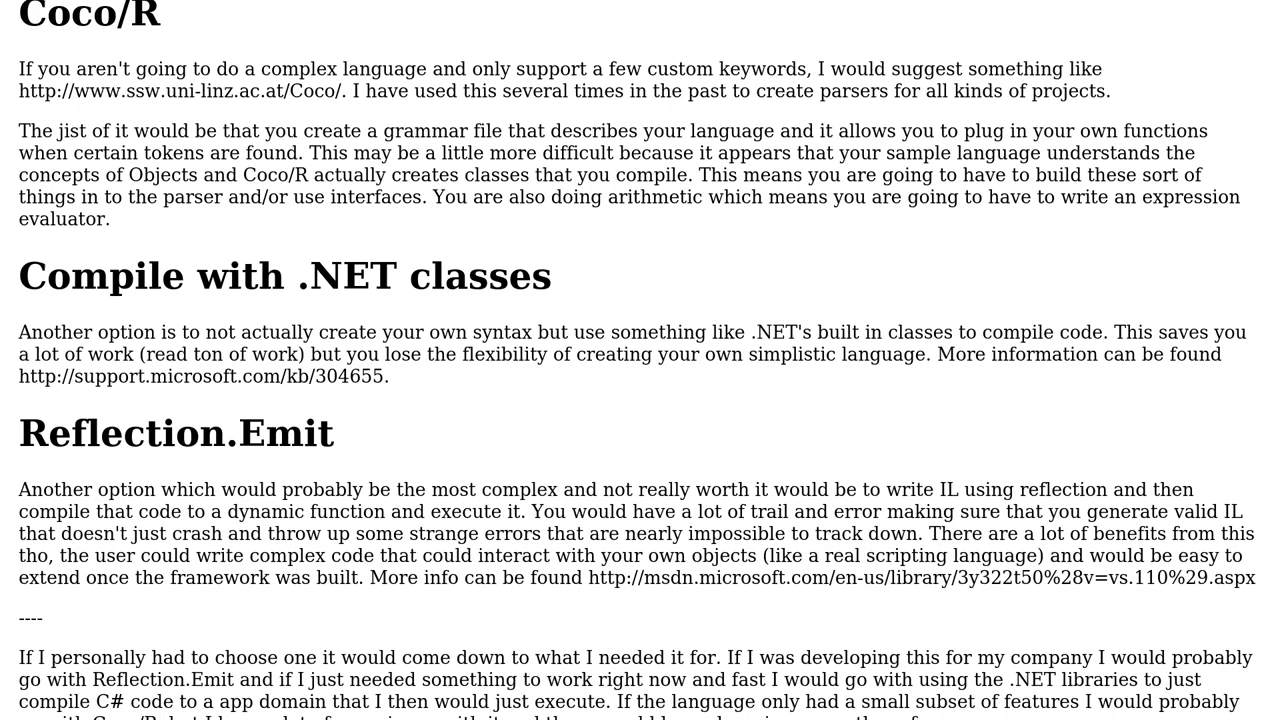 Coco/R
If you aren't going to do a complex language and only support a few custom keywords, I would suggest something like
http://www.ssw.uni-linz.ac.at/Coco/. I have used this several times in the past to create parsers for all kinds of projects.
The jist of it would be that you create a grammar file that describes your language and it allows you to plug in your own functions
when certain tokens are found. This may be a little more difficult because it appears that your sample language understands the
concepts of Objects and Coco/R actually creates classes that you compile. This means you are going to have to build these sort of
things in to the parser and/or use interfaces. You are also doing arithmetic which means you are going to have to write an expression
evaluator.
Compile with .NET classes
Another option is to not actually create your own syntax but use something like .NET's built in classes to compile code. This saves you
a lot of work (read ton of work) but you lose the flexibility of creating your own simplistic language. More information can be found
http://support.microsoft.com/kb/304655.
Reflection.Emit
Another option which would probably be the most complex and not really worth it would be to write IL using reflection and then
compile that code to a dynamic function and execute it. You would have a lot of trail and error making sure that you generate valid IL
that doesn't just crash and throw up some strange errors that are nearly impossible to track down. There are a lot of benefits from this
tho, the user could write complex code that could interact with your own objects (like a real scripting language) and would be easy to
extend once the framework was built. More info can be found http://msdn.microsoft.com/en-us/library/3y322t50%28v=vs.110%29.aspx
----
If I personally had to choose one it would come down to what I needed it for. If I was developing this for my company I would probably
go with Reflection.Emit and if I just needed something to work right now and fast I would go with using the .NET libraries to just
compile C# code to a app domain that I then would just execute. If the language only had a small subset of features I would probably